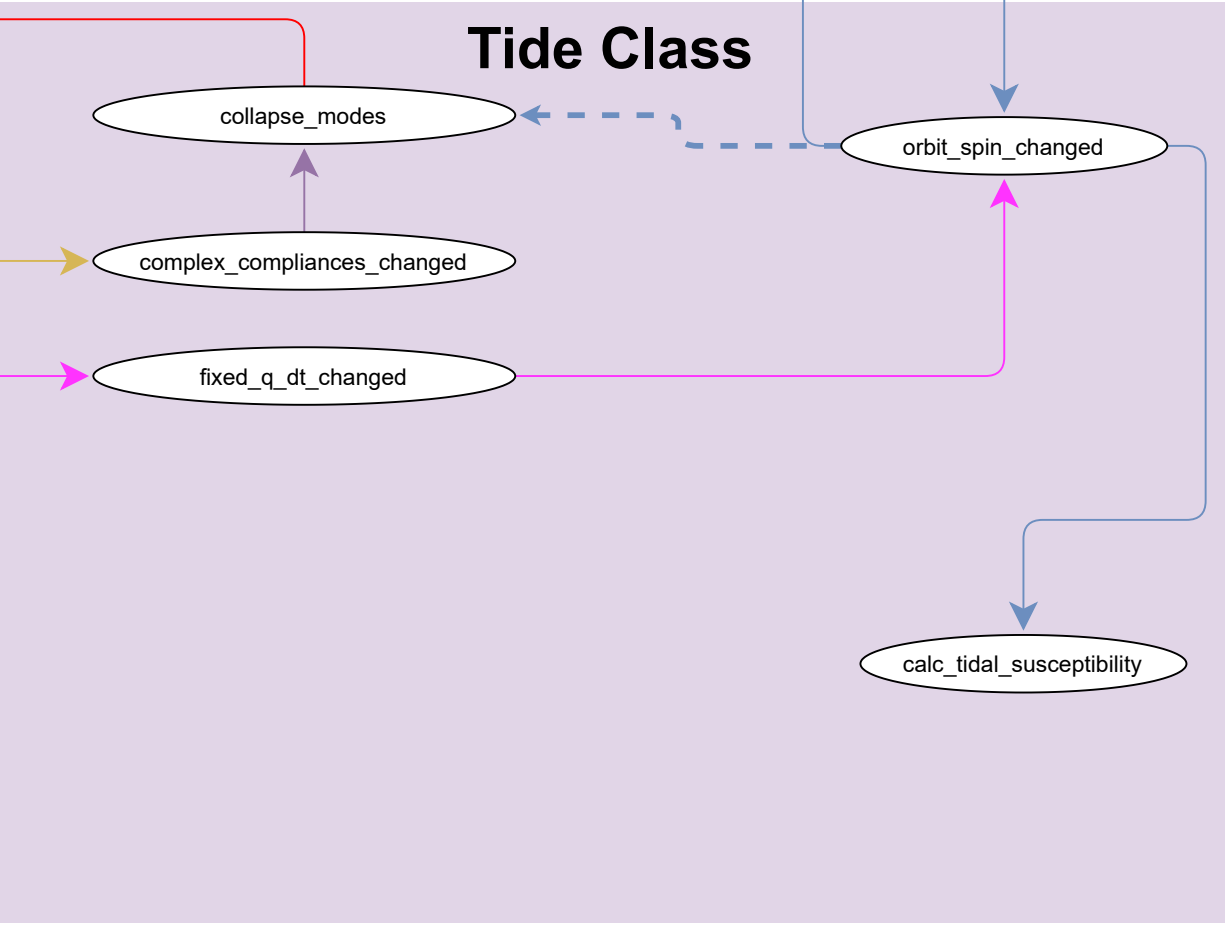 Tide Class
collapse_modes
orbit_spin_changed
complex_compliances_changed
fixed_q_dt_changed
calc_tidal_susceptibility